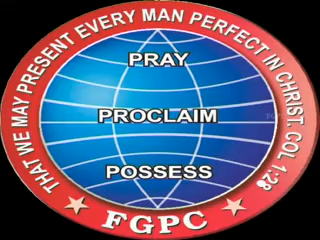 THAT WE MAY PRESENT EVERY MAN PERFECT IN CHRIST. COL 1:28
PRAY
PROCLAIM
POSSESS
FGPC